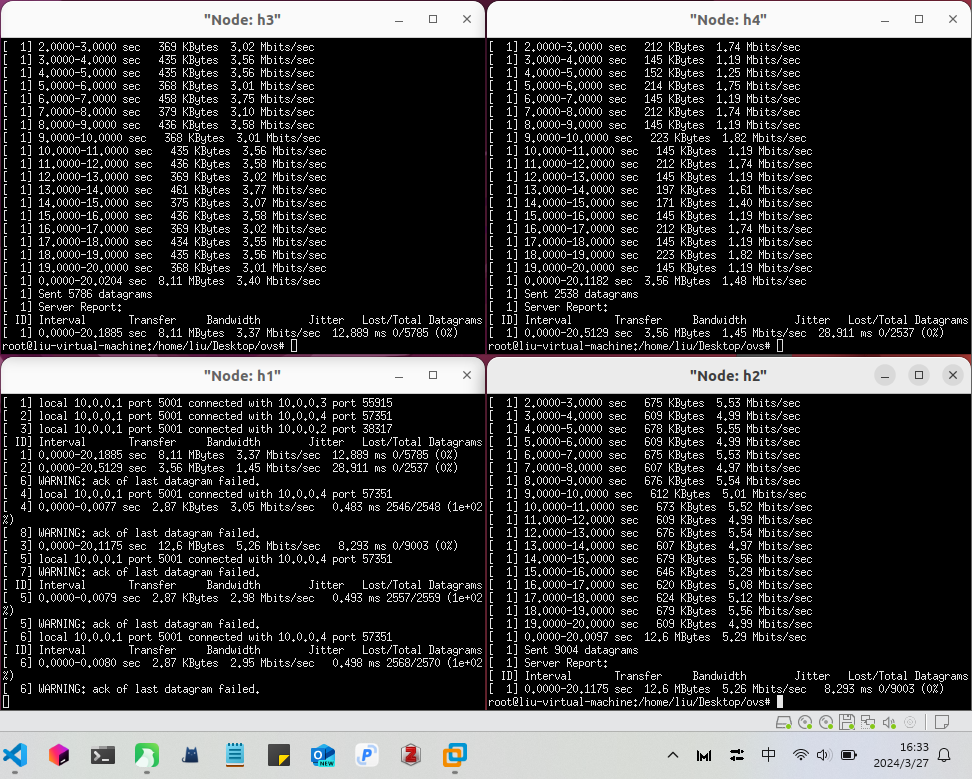 "Node: h3"
[  1] 2.0000-3.0000 sec   369 KBytes  3.02 Mbits/sec
[  1] 3.0000-4.0000 sec   435 KBytes  3.56 Mbits/sec
[  1] 4.0000-5.0000 sec   435 KBytes  3.56 Mbits/sec
[  1] 5.0000-6.0000 sec   368 KBytes  3.01 Mbits/sec
[  1] 6.0000-7.0000 sec   458 KBytes  3.75 Mbits/sec
[  1] 7.0000-8.0000 sec   379 KBytes  3.10 Mbits/sec
[  1] 8.0000-9.0000 sec   436 KBytes  3.58 Mbits/sec
[  1] 9.0000-10.0000 sec   368 KBytes  3.01 Mbits/sec
[  1] 10.0000-11.0000 sec   435 KBytes  3.56 Mbits/sec
[  1] 11.0000-12.0000 sec   436 KBytes  3.58 Mbits/sec
[  1] 12.0000-13.0000 sec   369 KBytes  3.02 Mbits/sec
[  1] 13.0000-14.0000 sec   461 KBytes  3.77 Mbits/sec
[  1] 14.0000-15.0000 sec   375 KBytes  3.07 Mbits/sec
[  1] 15.0000-16.0000 sec   436 KBytes  3.58 Mbits/sec
[  1] 16.0000-17.0000 sec   369 KBytes  3.02 Mbits/sec
[  1] 17.0000-18.0000 sec   434 KBytes  3.55 Mbits/sec
[  1] 18.0000-19.0000 sec   435 KBytes  3.56 Mbits/sec
[  1] 19.0000-20.0000 sec   368 KBytes  3.01 Mbits/sec
[  1] 0.0000-20.0204 sec  8.11 MBytes  3.40 Mbits/sec
[  1] Sent 5786 datagrams
[  1] Server Report:
[ ID] Interval       Transfer     Bandwidth        Jitter   Lost/Total Datagrams
[  1] 0.0000-20.1885 sec  8.11 MBytes  3.37 Mbits/sec  12.889 ms 0/5785 (0%)
root@liu-virtual-machine:/home/liu/Desktop/ovs#
"Node: h4"
[  1] 2.0000-3.0000 sec   212 KBytes  1.74 Mbits/sec
[  1] 3.0000-4.0000 sec   145 KBytes  1.19 Mbits/sec
[  1] 4.0000-5.0000 sec   152 KBytes  1.25 Mbits/sec
[  1] 5.0000-6.0000 sec   214 KBytes  1.75 Mbits/sec
[  1] 6.0000-7.0000 sec   145 KBytes  1.19 Mbits/sec
[  1] 7.0000-8.0000 sec   212 KBytes  1.74 Mbits/sec
[  1] 8.0000-9.0000 sec   145 KBytes  1.19 Mbits/sec
[  1] 9.0000-10.0000 sec   223 KBytes  1.82 Mbits/sec
[  1] 10.0000-11.0000 sec   145 KBytes  1.19 Mbits/sec
[  1] 11.0000-12.0000 sec   212 KBytes  1.74 Mbits/sec
[  1] 12.0000-13.0000 sec   145 KBytes  1.19 Mbits/sec
[  1] 13.0000-14.0000 sec   197 KBytes  1.61 Mbits/sec
[  1] 14.0000-15.0000 sec   171 KBytes  1.40 Mbits/sec
[  1] 15.0000-16.0000 sec   145 KBytes  1.19 Mbits/sec
[  1] 16.0000-17.0000 sec   212 KBytes  1.74 Mbits/sec
[  1] 17.0000-18.0000 sec   145 KBytes  1.19 Mbits/sec
[  1] 18.0000-19.0000 sec   223 KBytes  1.82 Mbits/sec
[  1] 19.0000-20.0000 sec   145 KBytes  1.19 Mbits/sec
[  1] 0.0000-20.1182 sec  3.56 MBytes  1.48 Mbits/sec
[  1] Sent 2538 datagrams
[  1] Server Report:
[ ID] Interval       Transfer     Bandwidth        Jitter   Lost/Total Datagrams
[  1] 0.0000-20.5129 sec  3.56 MBytes  1.45 Mbits/sec  28.911 ms 0/2537 (0%)
root@liu-virtual-machine:/home/liu/Desktop/ovs#
"Node: h1"
[  1] local 10.0.0.1 port 5001 connected with 10.0.0.3 port 55915
[  2] local 10.0.0.1 port 5001 connected with 10.0.0.4 port 57351
[  3] local 10.0.0.1 port 5001 connected with 10.0.0.2 port 38317
[ ID] Interval       Transfer     Bandwidth        Jitter   Lost/Total Datagrams
[  1] 0.0000-20.1885 sec  8.11 MBytes  3.37 Mbits/sec  12.889 ms 0/5785 (0%)
[  2] 0.0000-20.5129 sec  3.56 MBytes  1.45 Mbits/sec  28.911 ms 0/2537 (0%)
[  6] WARNING: ack of last datagram failed.
[  4] local 10.0.0.1 port 5001 connected with 10.0.0.4 port 57351
[  4] 0.0000-0.0077 sec  2.87 KBytes  3.05 Mbits/sec   0.483 ms 2546/2548 (1e+02
%)
[  8] WARNING: ack of last datagram failed.
[  3] 0.0000-20.1175 sec  12.6 MBytes  5.26 Mbits/sec   8.293 ms 0/9003 (0%)
[  5] local 10.0.0.1 port 5001 connected with 10.0.0.4 port 57351
[  7] WARNING: ack of last datagram failed.
[ ID] Interval       Transfer     Bandwidth        Jitter   Lost/Total Datagrams
[  5] 0.0000-0.0079 sec  2.87 KBytes  2.98 Mbits/sec   0.493 ms 2557/2559 (1e+02
%)
[  5] WARNING: ack of last datagram failed.
[  6] local 10.0.0.1 port 5001 connected with 10.0.0.4 port 57351
[ ID] Interval       Transfer     Bandwidth        Jitter   Lost/Total Datagrams
[  6] 0.0000-0.0080 sec  2.87 KBytes  2.95 Mbits/sec   0.498 ms 2568/2570 (1e+02
%)
[  6] WARNING: ack of last datagram failed.
"Node: h2"
[  1] 2.0000-3.0000 sec   675 KBytes  5.53 Mbits/sec
[  1] 3.0000-4.0000 sec   609 KBytes  4.99 Mbits/sec
[  1] 4.0000-5.0000 sec   678 KBytes  5.55 Mbits/sec
[  1] 5.0000-6.0000 sec   609 KBytes  4.99 Mbits/sec
[  1] 6.0000-7.0000 sec   675 KBytes  5.53 Mbits/sec
[  1] 7.0000-8.0000 sec   607 KBytes  4.97 Mbits/sec
[  1] 8.0000-9.0000 sec   676 KBytes  5.54 Mbits/sec
[  1] 9.0000-10.0000 sec   612 KBytes  5.01 Mbits/sec
[  1] 10.0000-11.0000 sec   673 KBytes  5.52 Mbits/sec
[  1] 11.0000-12.0000 sec   609 KBytes  4.99 Mbits/sec
[  1] 12.0000-13.0000 sec   676 KBytes  5.54 Mbits/sec
[  1] 13.0000-14.0000 sec   607 KBytes  4.97 Mbits/sec
[  1] 14.0000-15.0000 sec   679 KBytes  5.56 Mbits/sec
[  1] 15.0000-16.0000 sec   646 KBytes  5.29 Mbits/sec
[  1] 16.0000-17.0000 sec   620 KBytes  5.08 Mbits/sec
[  1] 17.0000-18.0000 sec   624 KBytes  5.12 Mbits/sec
[  1] 18.0000-19.0000 sec   679 KBytes  5.56 Mbits/sec
[  1] 19.0000-20.0000 sec   609 KBytes  4.99 Mbits/sec
[  1] 0.0000-20.0097 sec  12.6 MBytes  5.29 Mbits/sec
[  1] Sent 9004 datagrams
[  1] Server Report:
[ ID] Interval       Transfer     Bandwidth        Jitter   Lost/Total Datagrams
[  1] 0.0000-20.1175 sec  12.6 MBytes  5.26 Mbits/sec   8.293 ms 0/9003 (0%)
root@liu-virtual-machine:/home/liu/Desktop/ovs#
NEW
中
16:33
2024/3/27